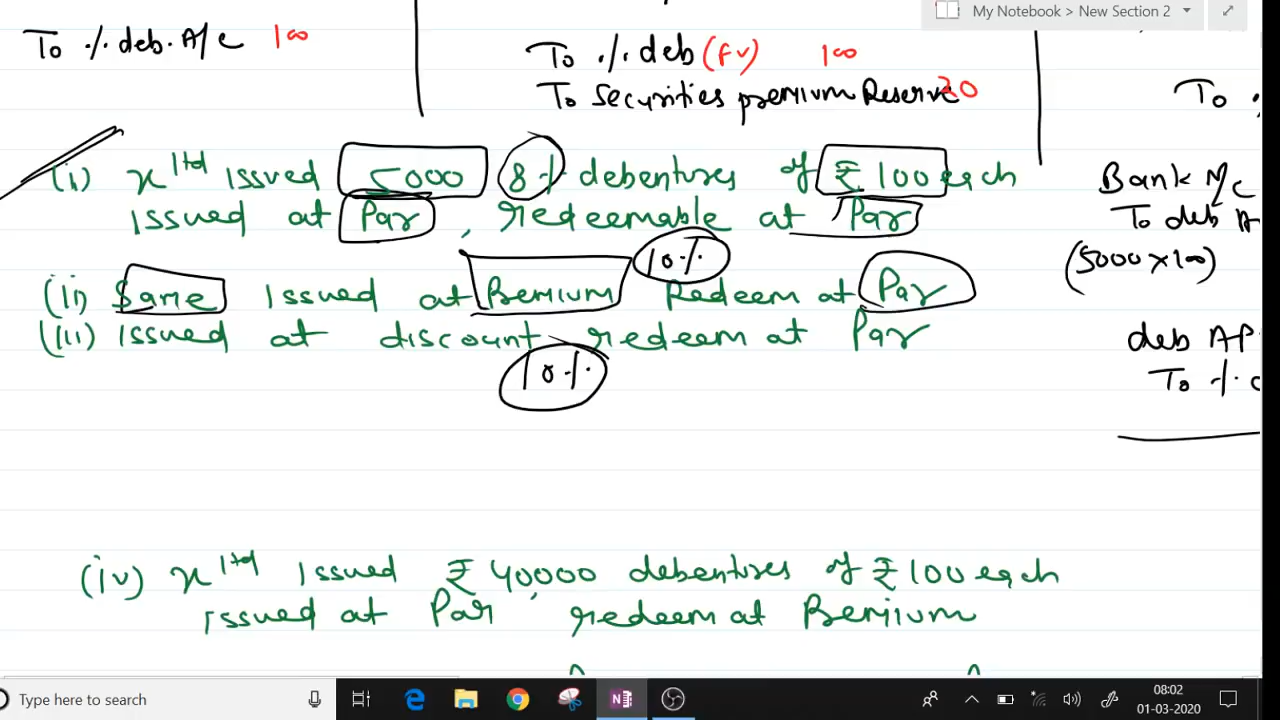 My Notebook > New Section 2
To %. deb. A/c 100
To %. deb (FV) 100
To Securities premium Reserve 20
To
(i) x ltd issued 5000 8% debentures of ₹100 each
issued at Par, redeemable at Par
Bank A/c
To deb A
(5000 x 100)
10%
(ii) Same issued at Premium Redeem at Par
(iii) issued at discount redeem at Par
10%
deb AP
To %
(iv) x ltd issued ₹40000 debentures of ₹100 each
issued at Par, redeem at Premium
Type here to search
08:02
01-03-2020